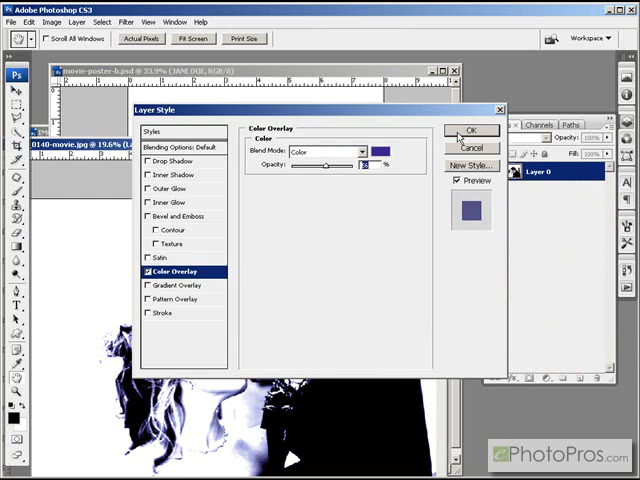 Adobe Photoshop CS3
File Edit Image Layer Select Filter View Window Help
Scroll All Windows Actual Pixels Fit Screen Print Size Workspace
Ps
movie-poster-b.psd @ 33.9% (JANE DOE, RGB/8)
0140-movie.jpg @ 19.6% (La
Layer Style
Styles
Blending Options: Default
Drop Shadow
Inner Shadow
Outer Glow
Inner Glow
Bevel and Emboss
Contour
Texture
Satin
Color Overlay
Gradient Overlay
Pattern Overlay
Stroke
Color Overlay
Color
Blend Mode: Color
Opacity: %
OK
Cancel
New Style...
Preview
Channels Paths
Opacity:
Fill:
Layer 0
ePhotoPros.com